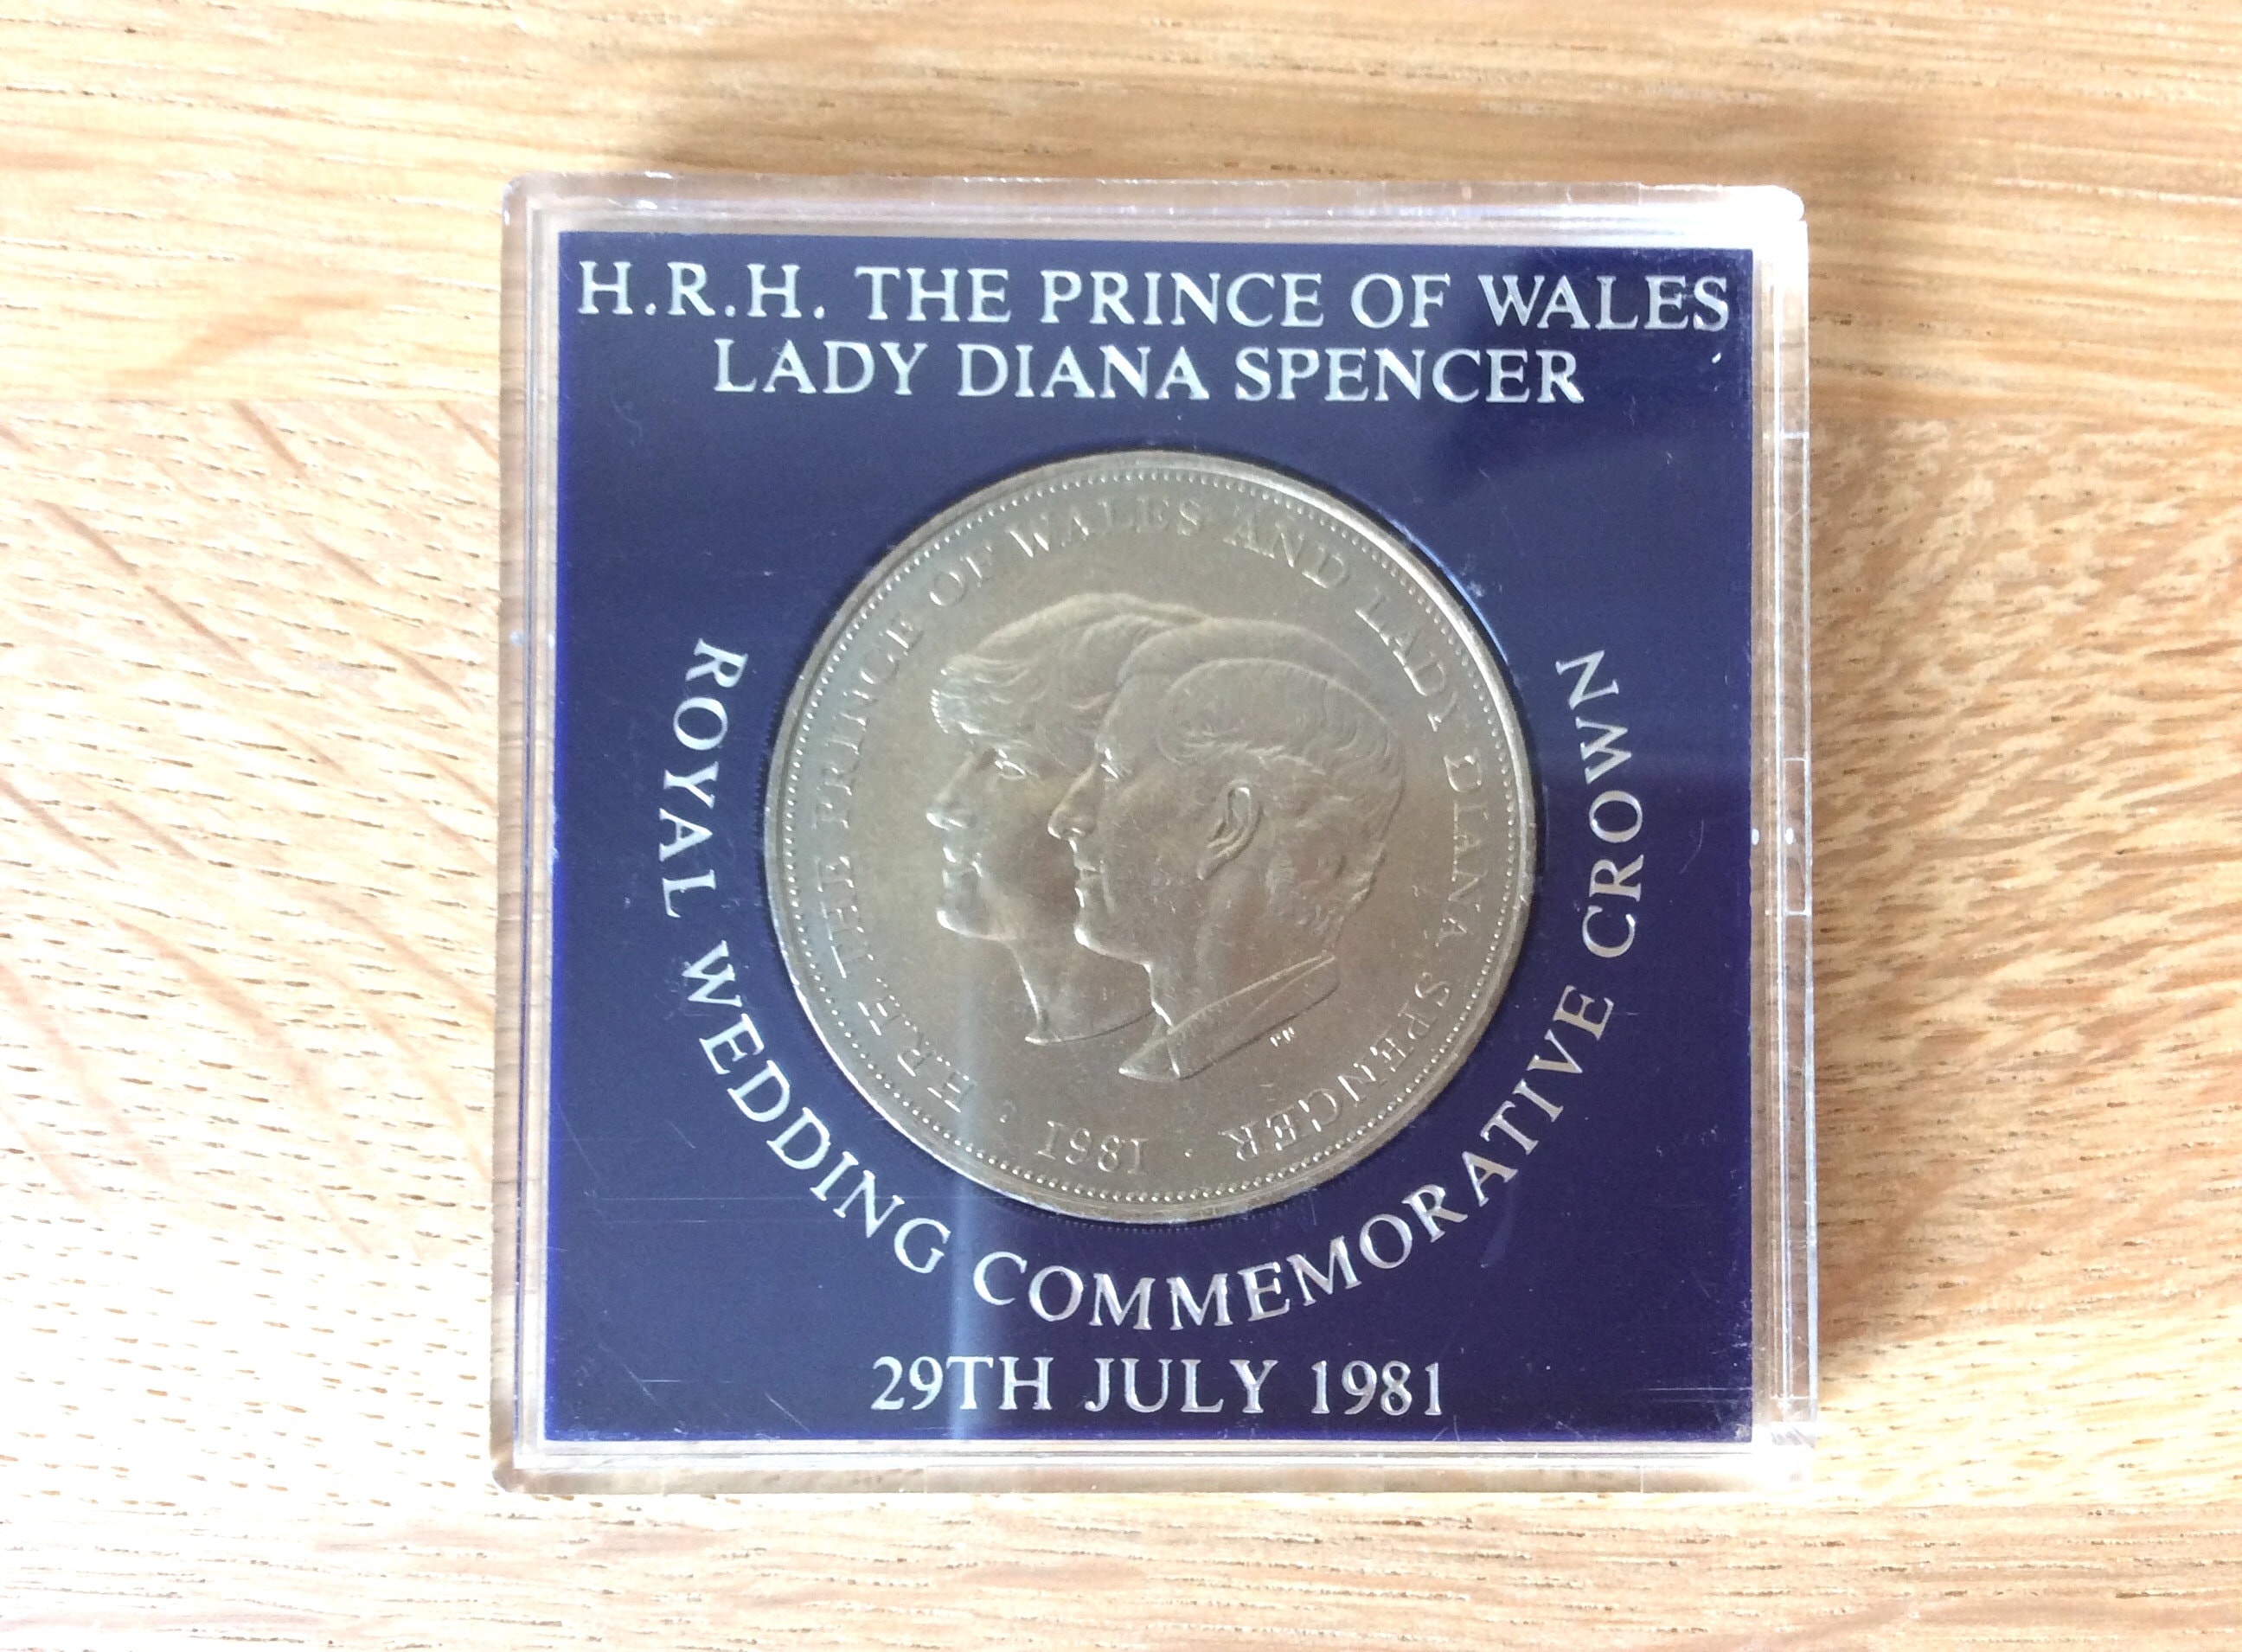 H.R.H. THE PRINCE OF WALES
LADY DIANA SPENCER
H.R.H. THE PRINCE OF WALES AND LADY DIANA SPENCER
· 1981 ·
ROYAL WEDDING COMMEMORATIVE CROWN
29TH JULY 1981